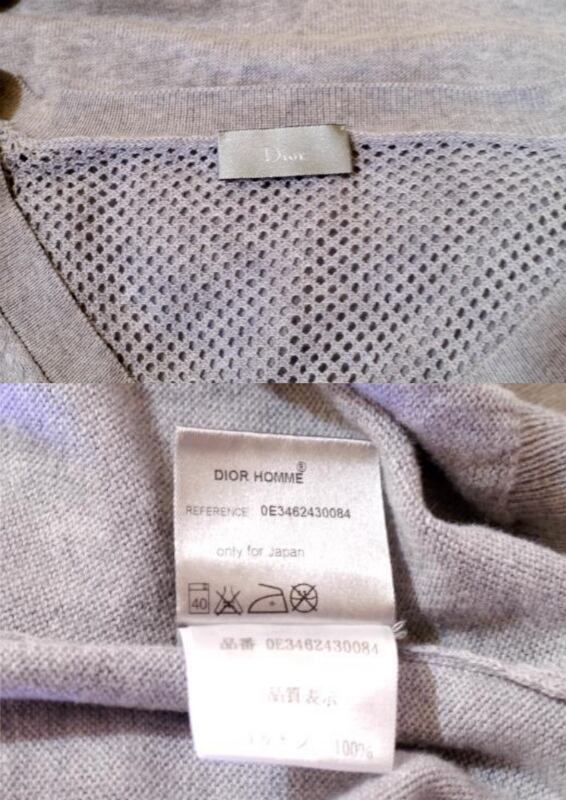 Dior
DIOR HOMME®
REFERENCE 0E3462430084
only for Japan
40
品番 0E3462430084
品質表示
100%